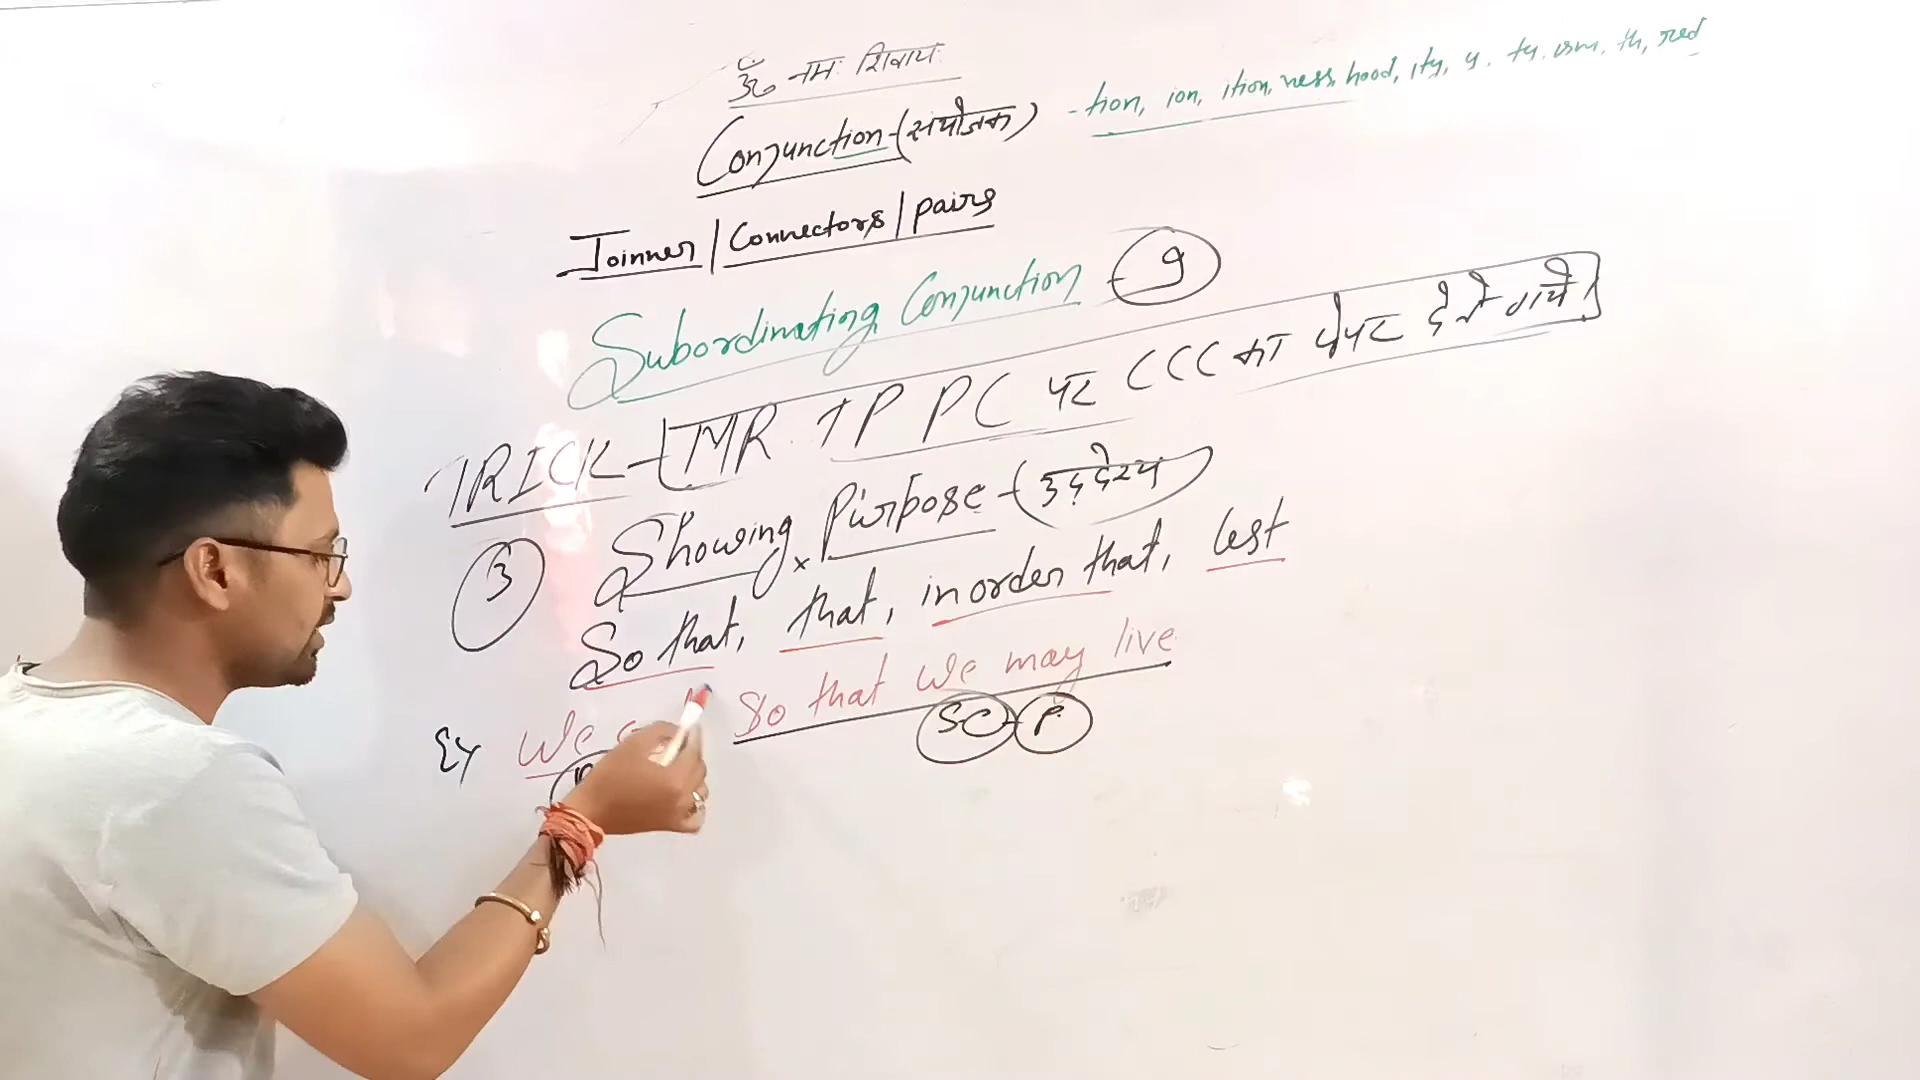 ॐ नमः शिवाय
Conjunction-(संयोजक) - tion, ion, ition, ness, hood, ity, y. ty. ism. th, red
Joinner/Connectors/pairs
Subordinating Conjunction - 9
TRICK-[TMR TP PC पर CCC का पेपर देने गये।]
3 Showing Purpose-(उद्देश्य)
So that, that, in order that, lest
Ex We so that we may live
SC P